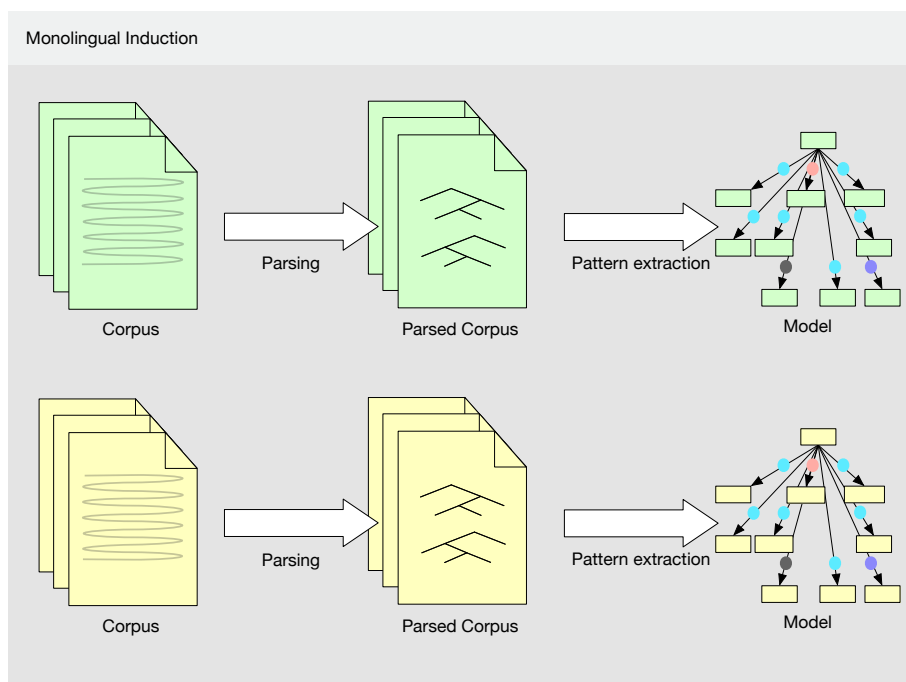 Monolingual Induction
Parsing
Pattern extraction
Corpus
Parsed Corpus
Model
Parsing
Pattern extraction
Corpus
Parsed Corpus
Model